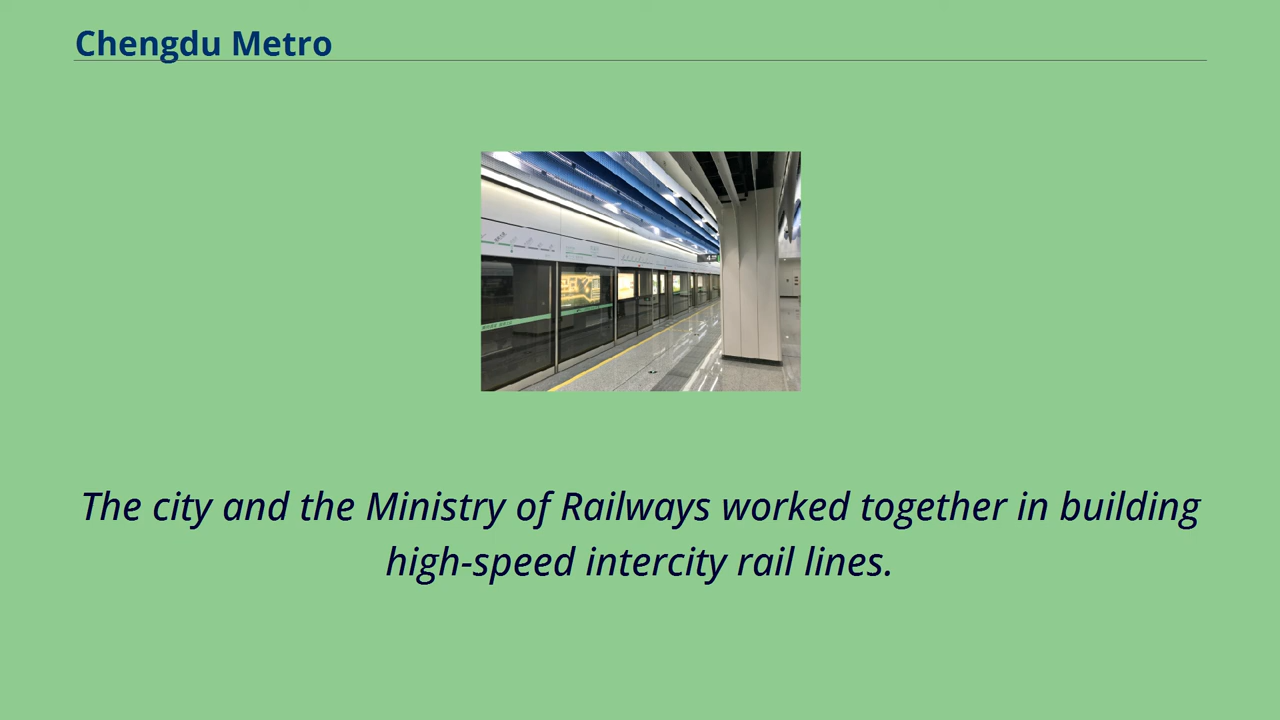 Chengdu Metro
The city and the Ministry of Railways worked together in building
high-speed intercity rail lines.